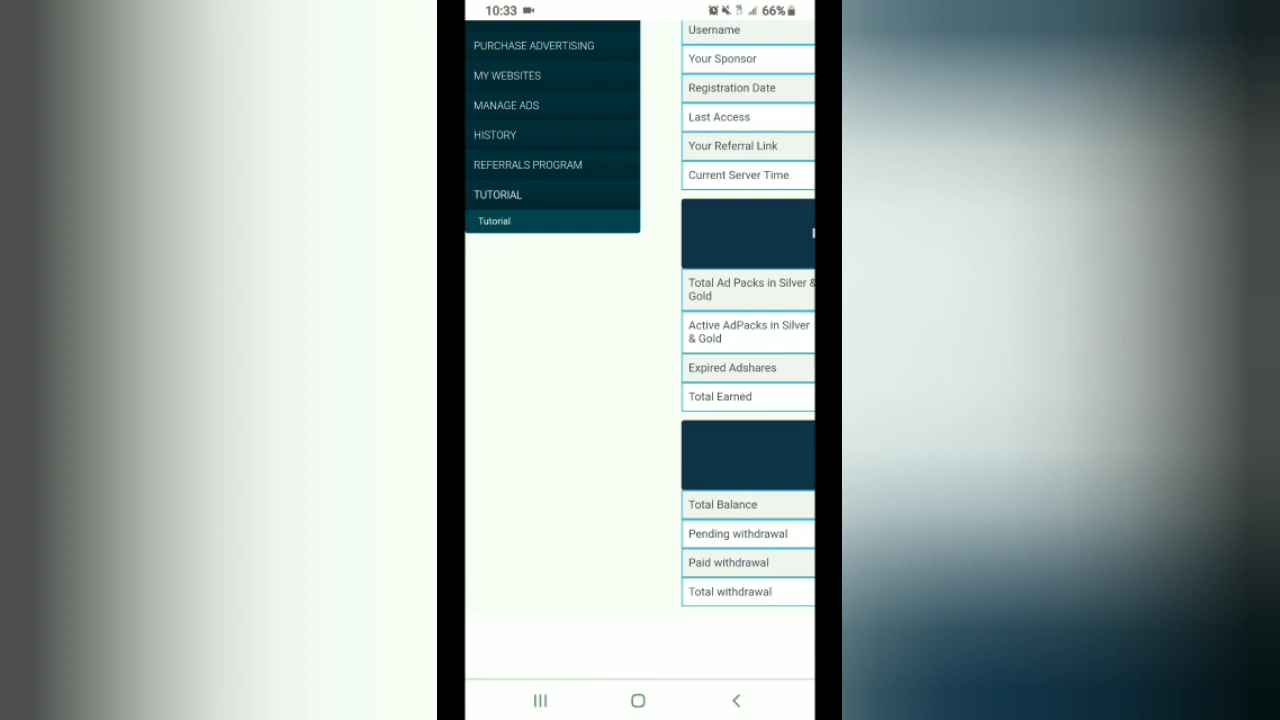 10:33
66%
PURCHASE ADVERTISING
MY WEBSITES
MANAGE ADS
HISTORY
REFERRALS PROGRAM
TUTORIAL
Tutorial
Username
Your Sponsor
Registration Date
Last Access
Your Referral Link
Current Server Time
Total Ad Packs in Silver &
Gold
Active AdPacks in Silver
& Gold
Expired Adshares
Total Earned
Total Balance
Pending withdrawal
Paid withdrawal
Total withdrawal